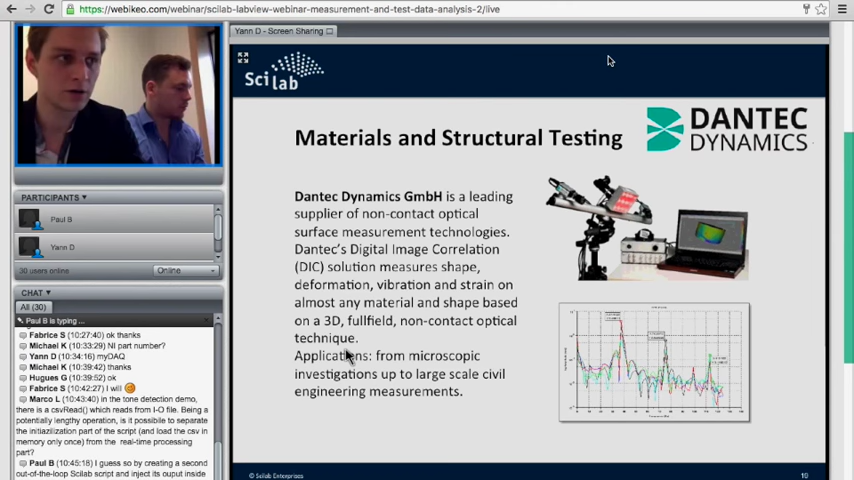 https://webikeo.com/webinar/scilab-labview-webinar-measurement-and-test-data-analysis-2/live
Yann D - Screen Sharing
Scilab
DANTEC
DYNAMICS
Materials and Structural Testing
Dantec Dynamics GmbH is a leading
supplier of non-contact optical
surface measurement technologies.
Dantec's Digital Image Correlation
(DIC) solution measures shape,
deformation, vibration and strain on
almost any material and shape based
on a 3D, fullfield, non-contact optical
technique.
Applications: from microscopic
investigations up to large scale civil
engineering measurements.
© Scilab Enterprises
19
PARTICIPANTS
Paul B
Yann D
30 users online
Online
CHAT
All (30)
Paul B is typing ...
Fabrice S (10:27:40) ok thanks
Michael K (10:33:29) NI part number?
Yann D (10:34:16) myDAQ
Michael K (10:39:42) thanks
Hugues G (10:39:52) ok
Fabrice S (10:42:27) I will
Marco L (10:43:40) in the tone detection demo,
there is a csvRead() which reads from I-O file. Being a
potentially lengthy operation, is it possible to separate
the initiazilization part of the script (and load the csv in
memory only once) from the real-time processing
part?
Paul B (10:45:18) I guess so by creating a second
out-of-the-loop Scilab script and inject its ouput inside